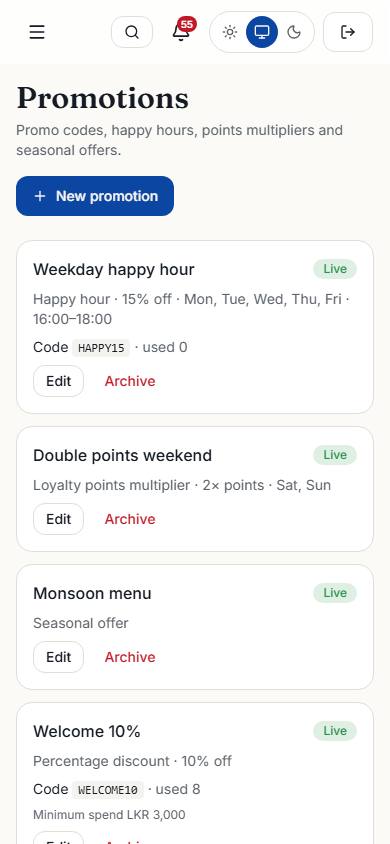 55
Promotions
Promo codes, happy hours, points multipliers and
seasonal offers.
+ New promotion
Weekday happy hour Live
Happy hour · 15% off · Mon, Tue, Wed, Thu, Fri ·
16:00–18:00
Code HAPPY15 · used 0
Edit Archive
Double points weekend Live
Loyalty points multiplier · 2× points · Sat, Sun
Edit Archive
Monsoon menu Live
Seasonal offer
Edit Archive
Welcome 10% Live
Percentage discount · 10% off
Code WELCOME10 · used 8
Minimum spend LKR 3,000
Edit Archive